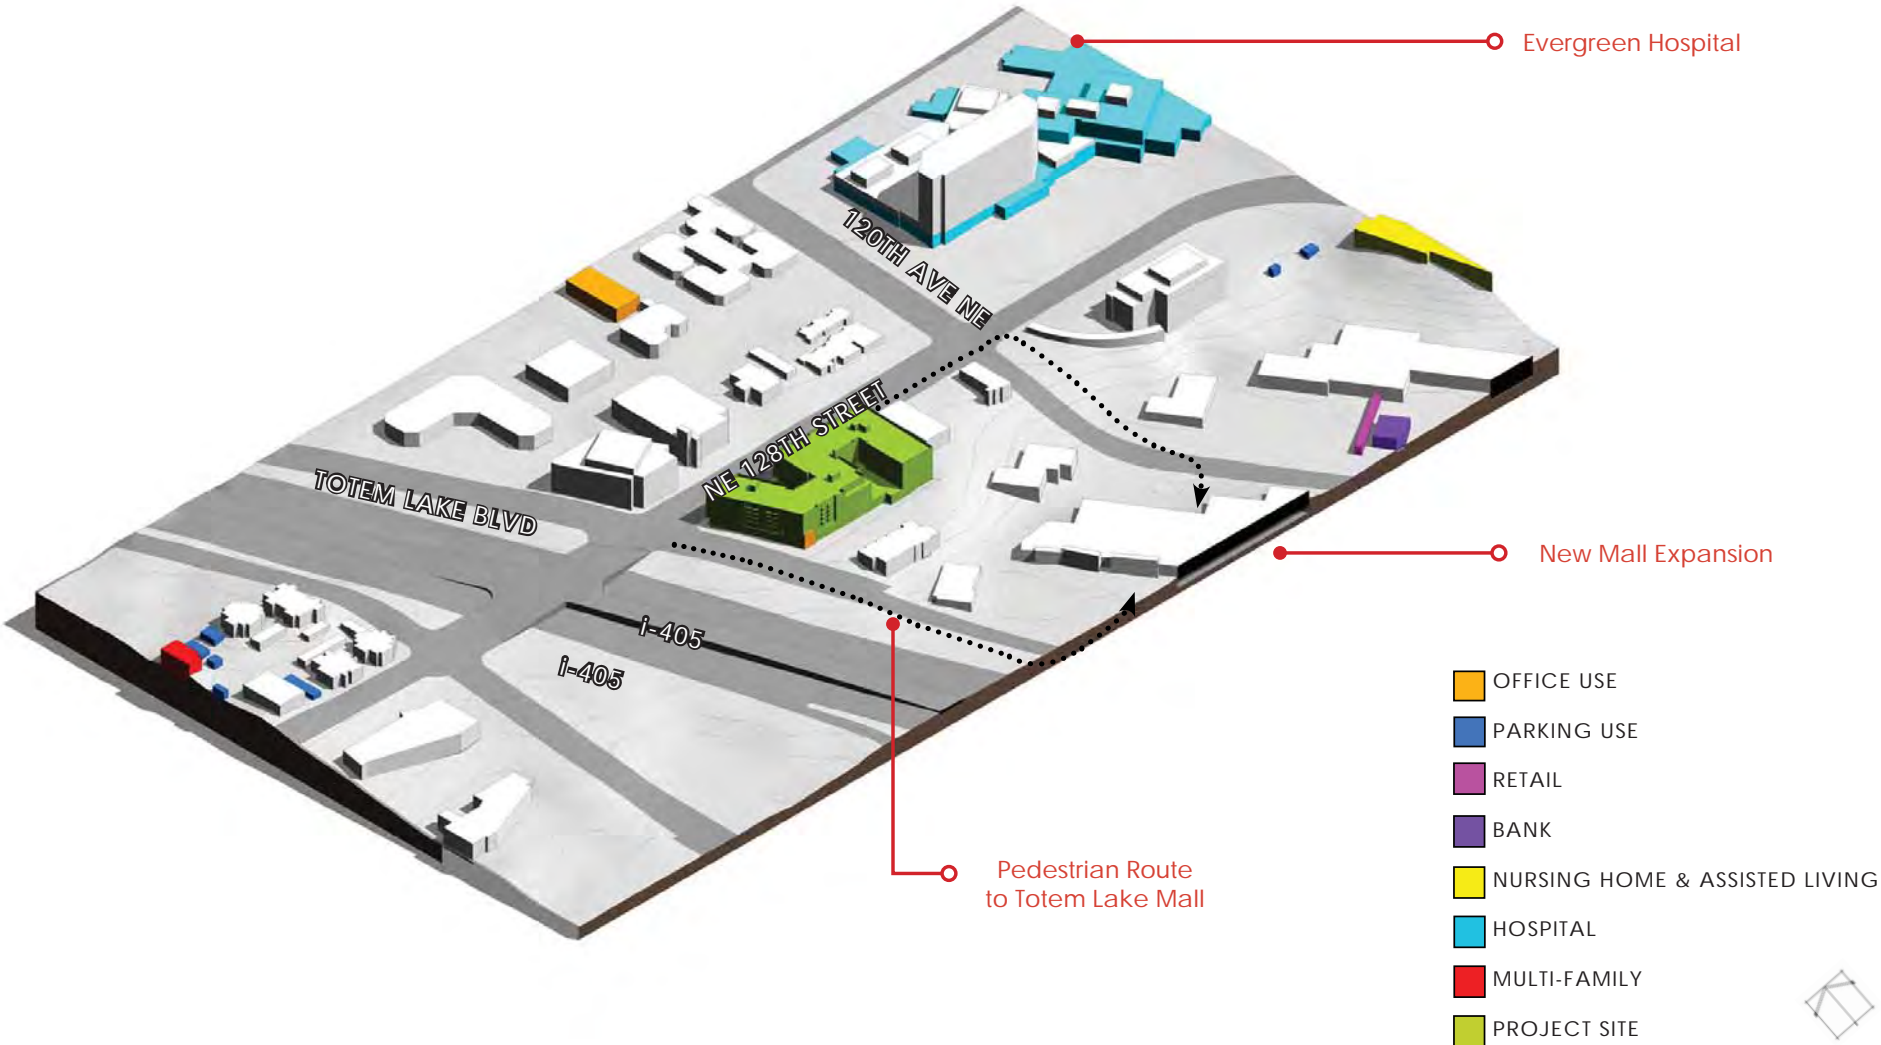 Evergreen Hospital
120TH AVE NE
NE 128TH STREET
TOTEM LAKE BLVD
i-405
i-405
New Mall Expansion
Pedestrian Route
to Totem Lake Mall
OFFICE USE
PARKING USE
RETAIL
BANK
NURSING HOME & ASSISTED LIVING
HOSPITAL
MULTI-FAMILY
PROJECT SITE